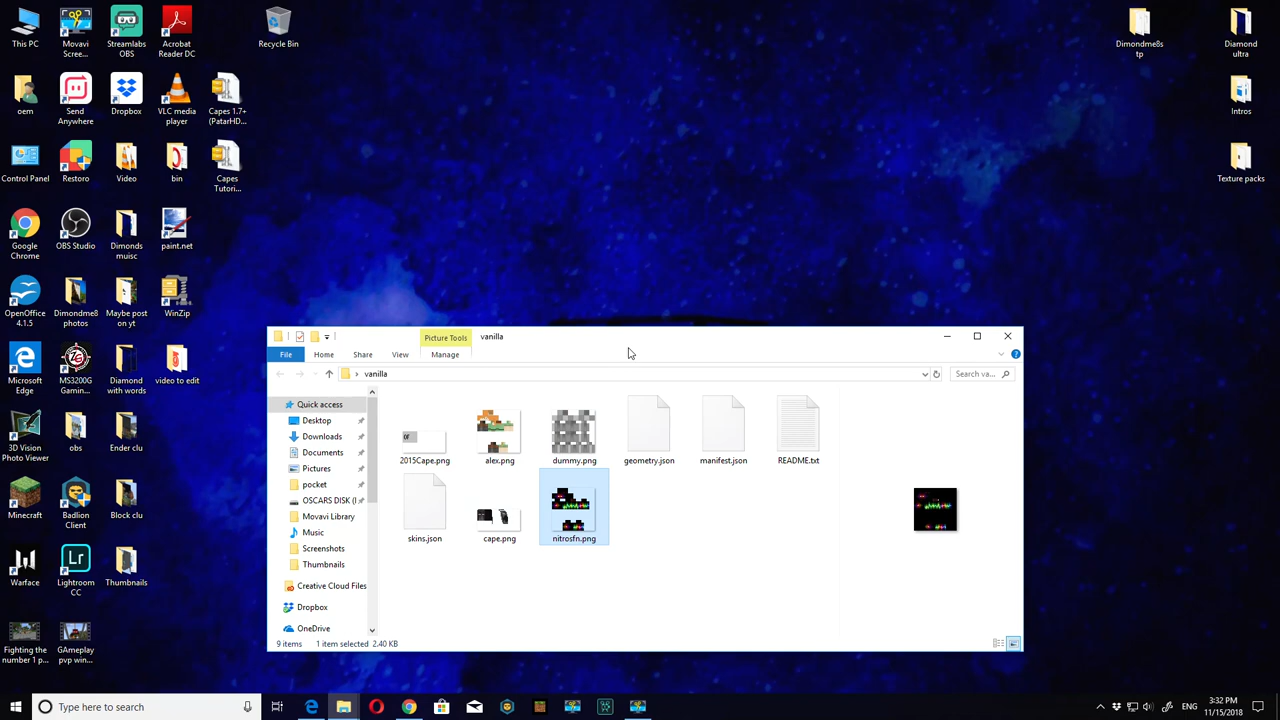 This PC
Movavi
Scree...
Streamlabs
OBS
Acrobat
Reader DC
Recycle Bin
Dimondme8s
tp
Diamond
ultra
oem
Send
Anywhere
Dropbox
VLC media
player
Capes 1.7+
(PatarHD...
Intros
Control Panel
Restoro
Video
bin
Capes
Tutori...
Texture packs
Google
Chrome
OBS Studio
Dimonds
muisc
paint.net
OpenOffice
4.1.5
Dimondme8
photos
Maybe post
on yt
WinZip
Microsoft
Edge
MS3200G
Gamin...
Diamond
with words
video to edit
3D Vision
Photo Viewer
obs
Ender clu
Minecraft
Badlion
Client
Block clu
Warface
Lightroom
CC
Thumbnails
Fighting the
number 1 p...
GAmeplay
pvp win...
Picture Tools
vanilla
File
Home
Share
View
Manage
vanilla
Search va...
Quick access
Desktop
Downloads
Documents
Pictures
pocket
OSCARS DISK (I
Movavi Library
Music
Screenshots
Thumbnails
Creative Cloud Files
Dropbox
OneDrive
2015Cape.png
alex.png
dummy.png
geometry.json
manifest.json
README.txt
skins.json
cape.png
nitrosfn.png
9 items
1 item selected
2.40 KB
Type here to search
ENG
3:32 PM
11/15/2018